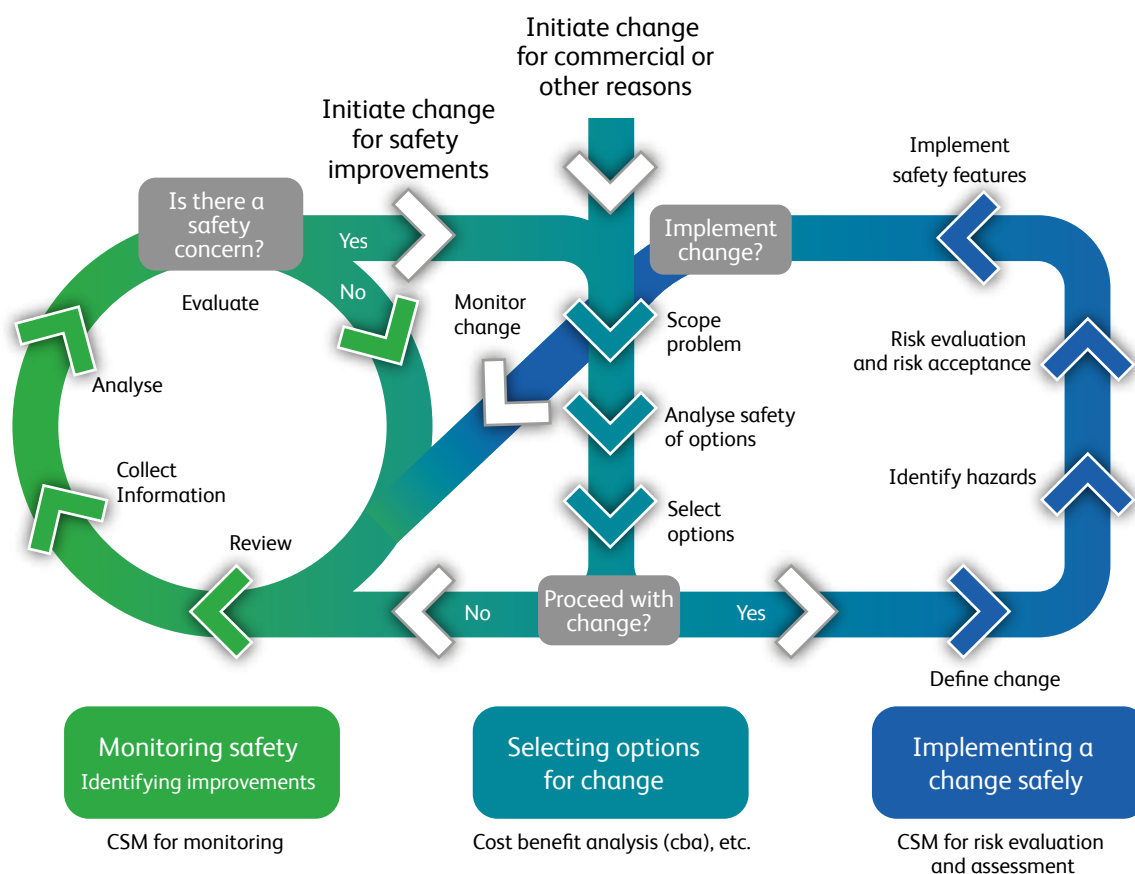 Initiate change
for commercial or
other reasons
Initiate change
for safety
improvements
Implement
safety features
Is there a
safety
concern?
Yes
No
Implement
change?
Evaluate
Monitor
change
Scope
problem
Risk evaluation
and risk acceptance
Analyse
Analyse safety
of options
Collect
Information
Identify hazards
Select
options
Review
No
Proceed with
change?
Yes
Define change
Monitoring safety
Identifying improvements
Selecting options
for change
Implementing a
change safely
CSM for monitoring
Cost benefit analysis (cba), etc.
CSM for risk evaluation
and assessment